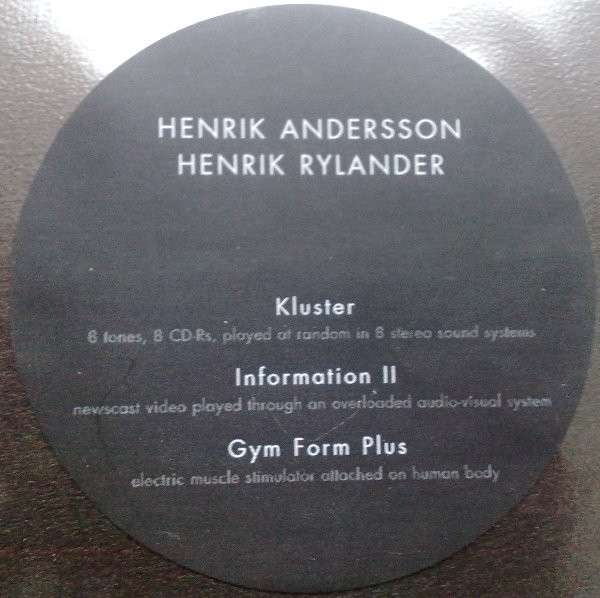 HENRIK ANDERSSON
HENRIK RYLANDER
Kluster
8 tones, 8 CD-Rs, played at random in 8 stereo sound systems
Information II
newscast video played through an overloaded audio-visual system
Gym Form Plus
electric muscle stimulator attached on human body